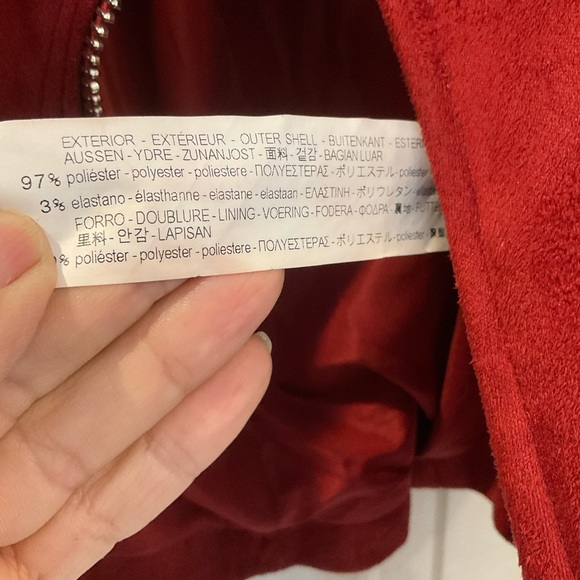 EXTERIOR - EXTÉRIEUR - OUTER SHELL - BUITENKANT -
AUSSEN - YDRE - ZUNANJOST - 面料 - 겉감 - BAGIAN LUAR
97% poliéster - polyester - poliestere - ΠΟΛΥΕΣΤΕΡΑΣ - ポリエステル - poliester
3% elastano - élasthanne - elastane - elastaan - ΕΛΑΣΤΙΝΗ - ポリウレタン -
FORRO - DOUBLURE - LINING - VOERING - FODERA - ΦΟΔΡΑ - 裏地 -
里料 - 안감 - LAPISAN
% poliéster - polyester - poliestere - ΠΟΛΥΕΣΤΕΡΑΣ - ポリエステル - poliester -